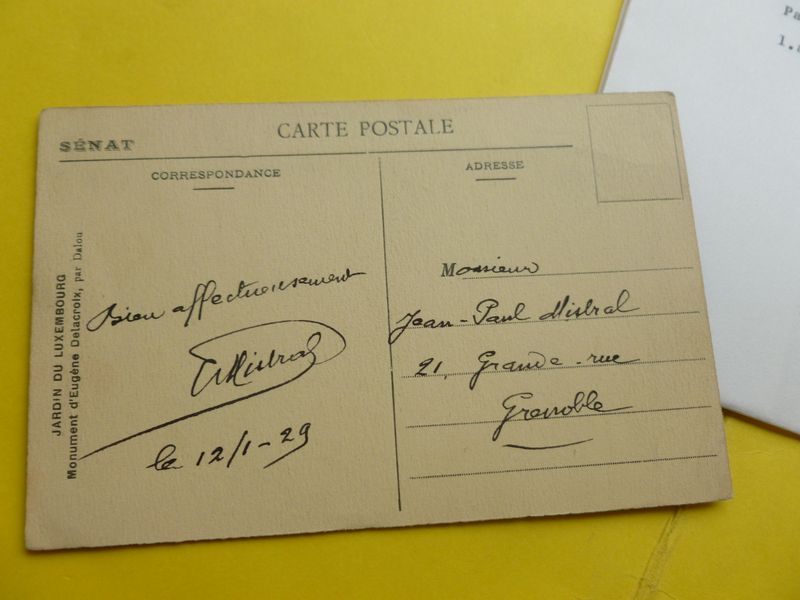 SÉNAT
CARTE POSTALE
CORRESPONDANCE
ADRESSE
JARDIN DU LUXEMBOURG
Monument d'Eugène Delacroix, par Dalou
Bien affectueusement
Mistral
le 12/1-29
Monsieur
Jean-Paul Mistral
21, Grande-rue
Grenoble